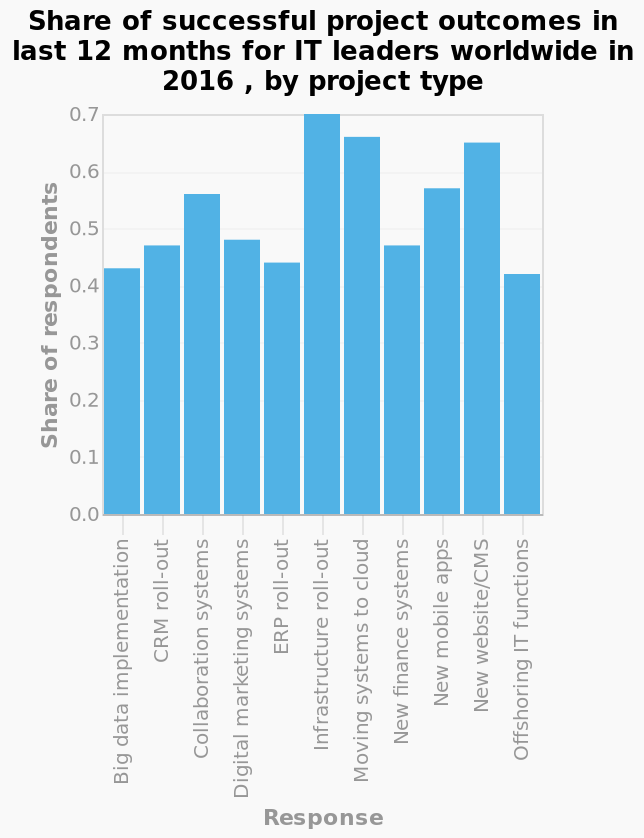 Share of successful project outcomes in
last 12 months for IT leaders worldwide in
2016 , by project type
0.7
0.6
0.5
0.4
0.3
0.2
0.1
0.0
Share of respondents
Big data implementation
CRM roll-out
Collaboration systems
Digital marketing systems
ERP roll-out
Infrastructure roll-out
Moving systems to cloud
New finance systems
New mobile apps
New website/CMS
Offshoring IT functions
Response